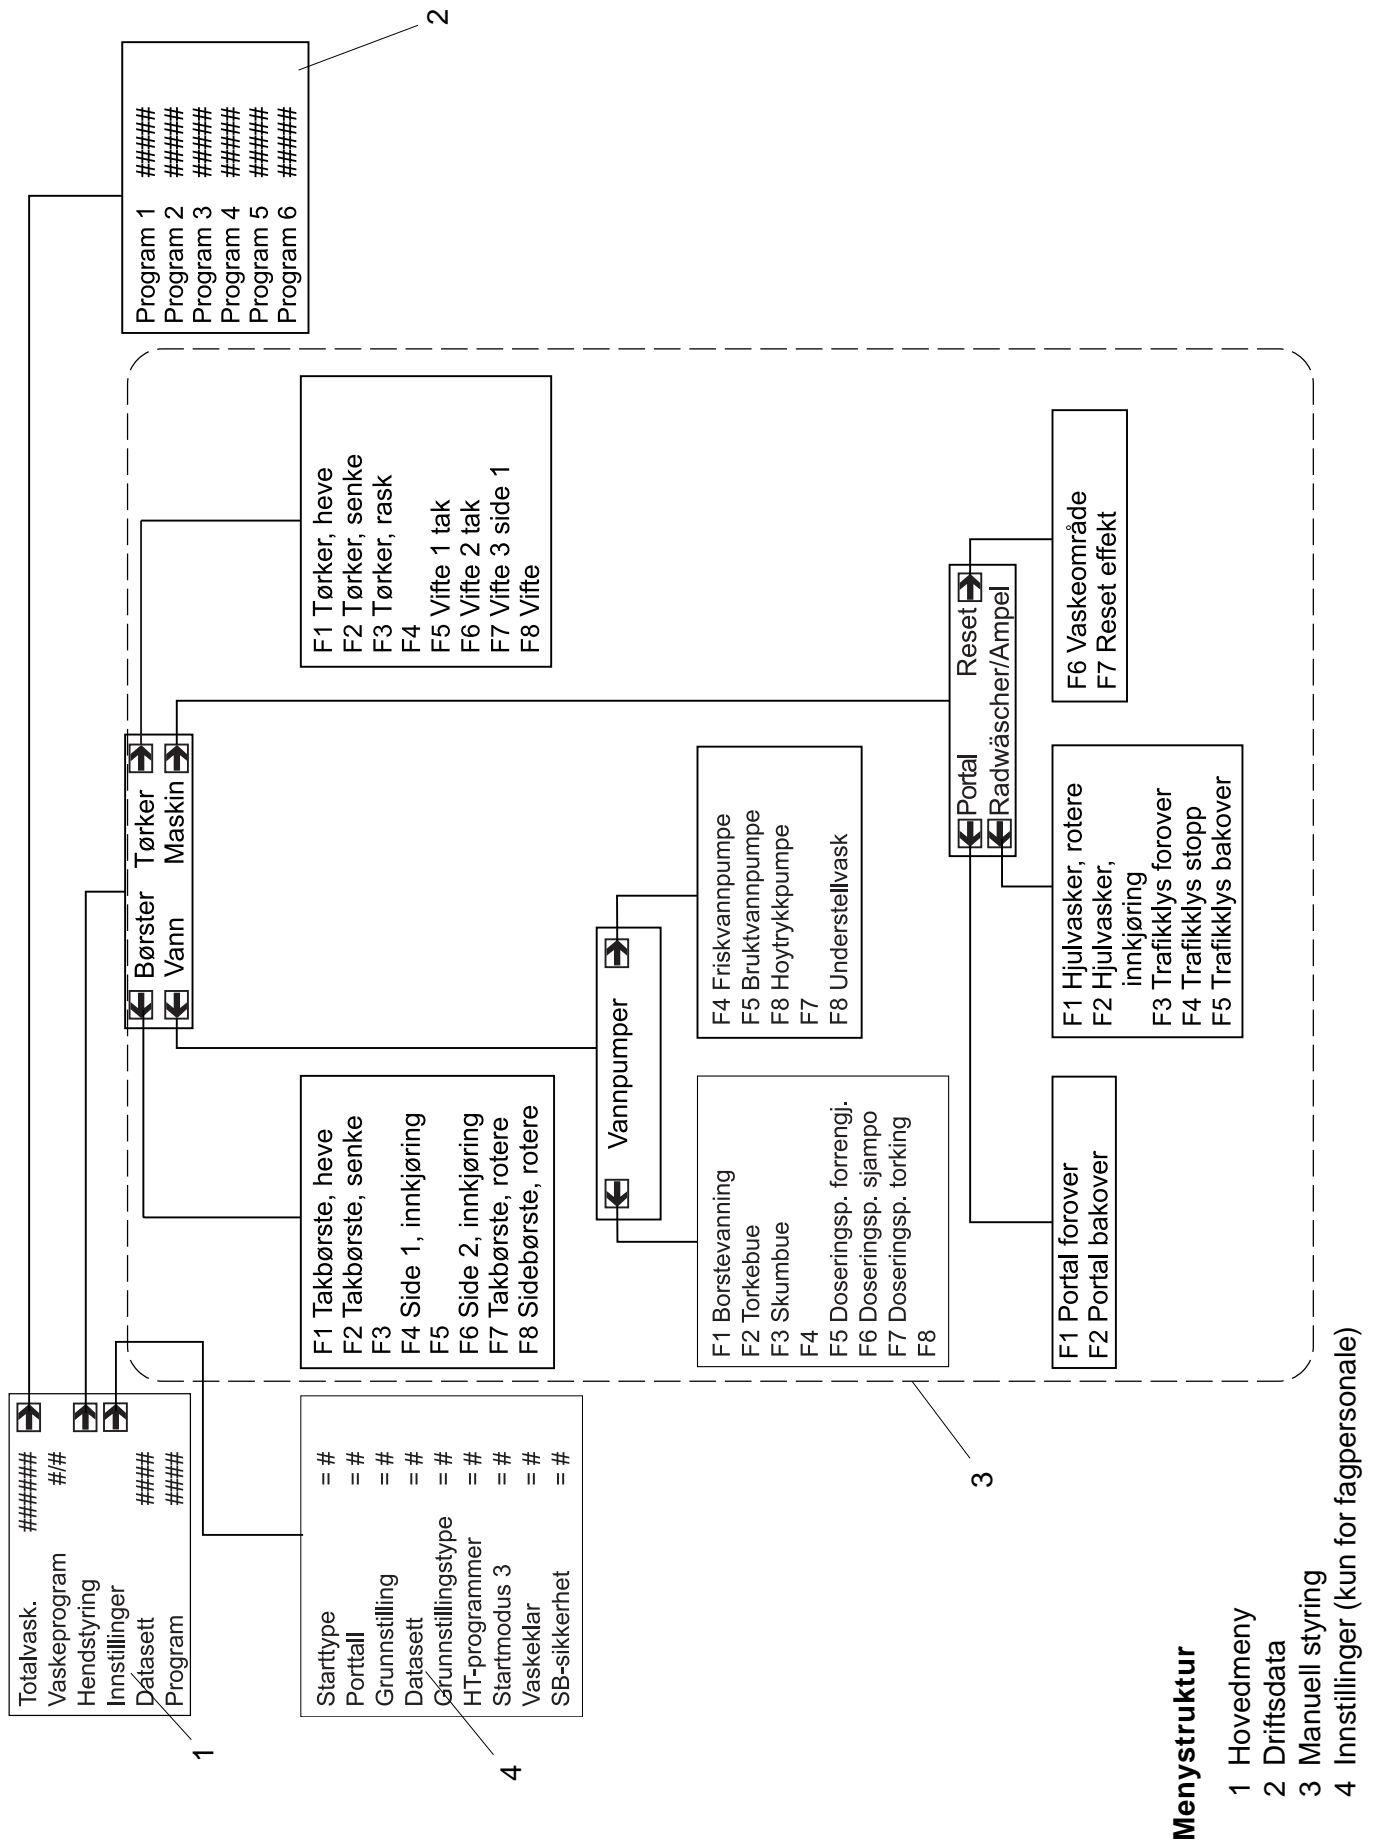 Totalvask. ######
Vaskeprogram #/#
Hendstyring
Innstillinger
Datasett ####
Program ####
1
Børster Tørker
Vann Maskin
Program 1 ######
Program 2 ######
Program 3 ######
Program 4 ######
Program 5 ######
Program 6 ######
2
Starttype = #
Porttall = #
Grunnstilling = #
Datasett = #
Grunnstillingstype = #
HT-programmer = #
Startmodus 3 = #
Vaskeklar = #
SB-sikkerhet = #
4
F1 Takbørste, heve
F2 Takbørste, senke
F3
F4 Side 1, innkjøring
F5
F6 Side 2, innkjøring
F7 Takbørste, rotere
F8 Sidebørste, rotere
F1 Tørker, heve
F2 Tørker, senke
F3 Tørker, rask
F4
F5 Vifte 1 tak
F6 Vifte 2 tak
F7 Vifte 3 side 1
F8 Vifte
Vannpumper
F1 Borstevanning
F2 Torkebue
F3 Skumbue
F4
F5 Doseringsp. forrengj.
F6 Doseringsp. sjampo
F7 Doseringsp. torking
F8
F4 Friskvannpumpe
F5 Bruktvannpumpe
F8 Hoytrykkpumpe
F7
F8 Understellvask
Portal Reset
Radwäscher/Ampel
F1 Portal forover
F2 Portal bakover
F1 Hjulvasker, rotere
F2 Hjulvasker,
innkjøring
F3 Trafikklys forover
F4 Trafikklys stopp
F5 Trafikklys bakover
F6 Vaskeområde
F7 Reset effekt
3
Menystruktur
1 Hovedmeny
2 Driftsdata
3 Manuell styring
4 Innstillinger (kun for fagpersonale)